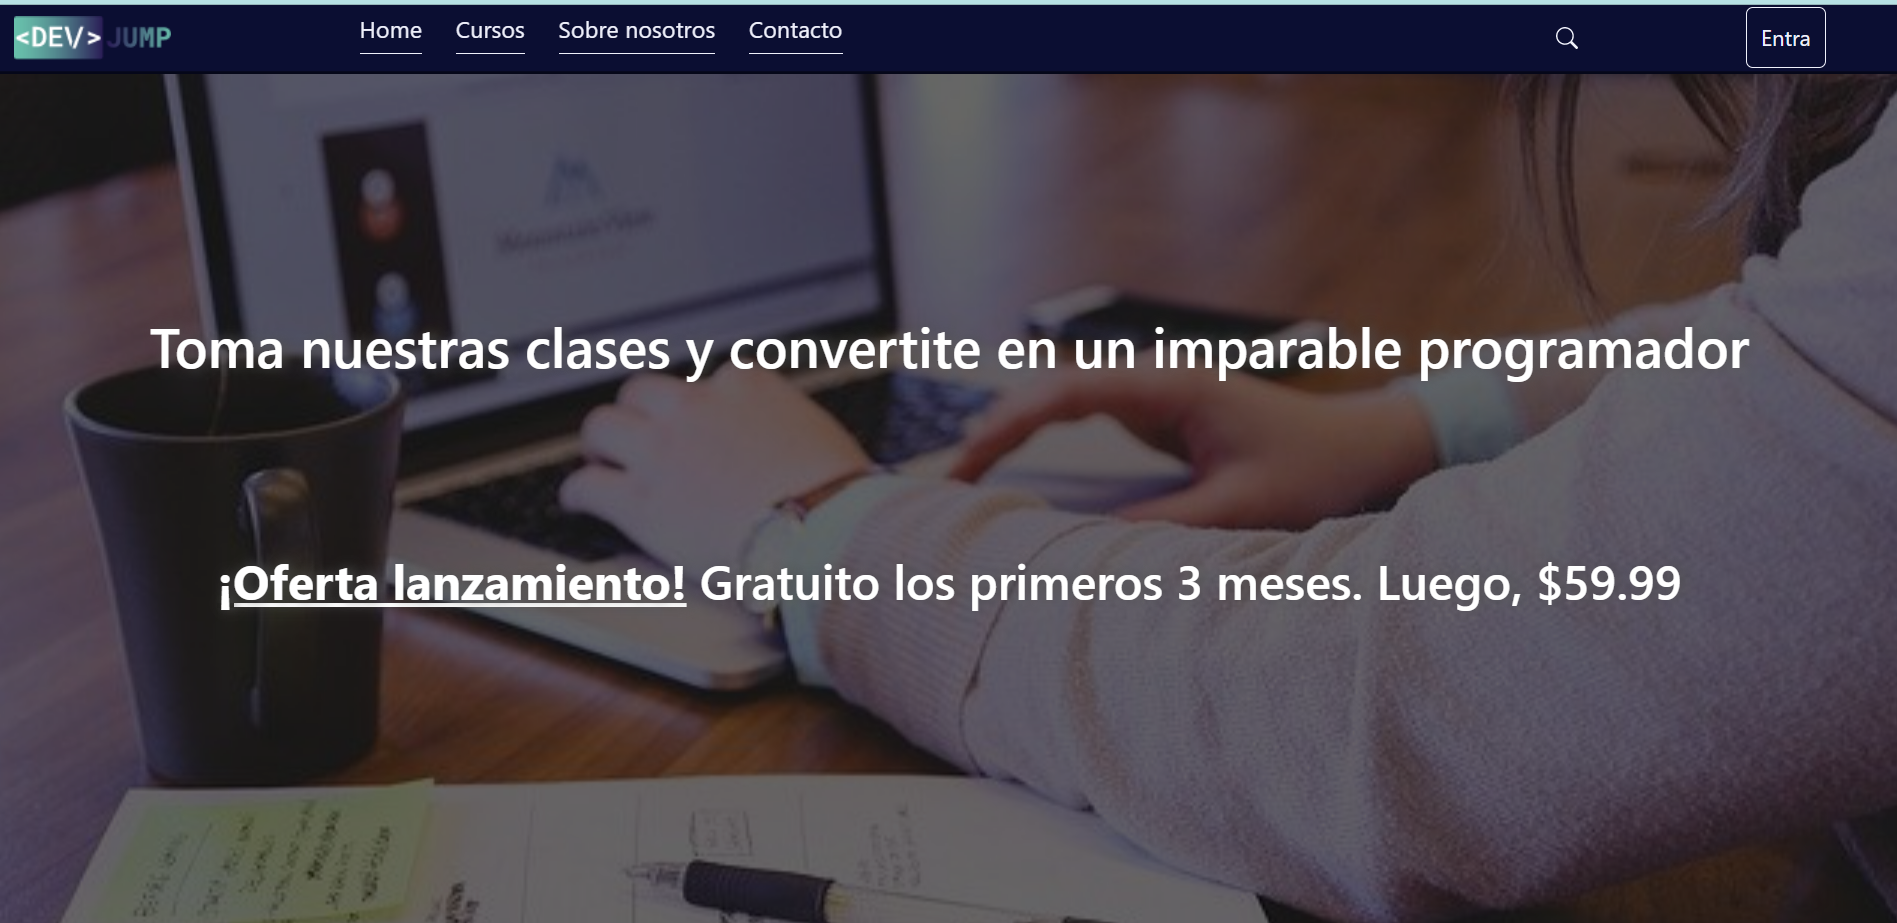 <DEV/> JUMP
Home Cursos Sobre nosotros Contacto
Entra
Toma nuestras clases y convertite en un imparable programador
¡Oferta lanzamiento! Gratuito los primeros 3 meses. Luego, $59.99